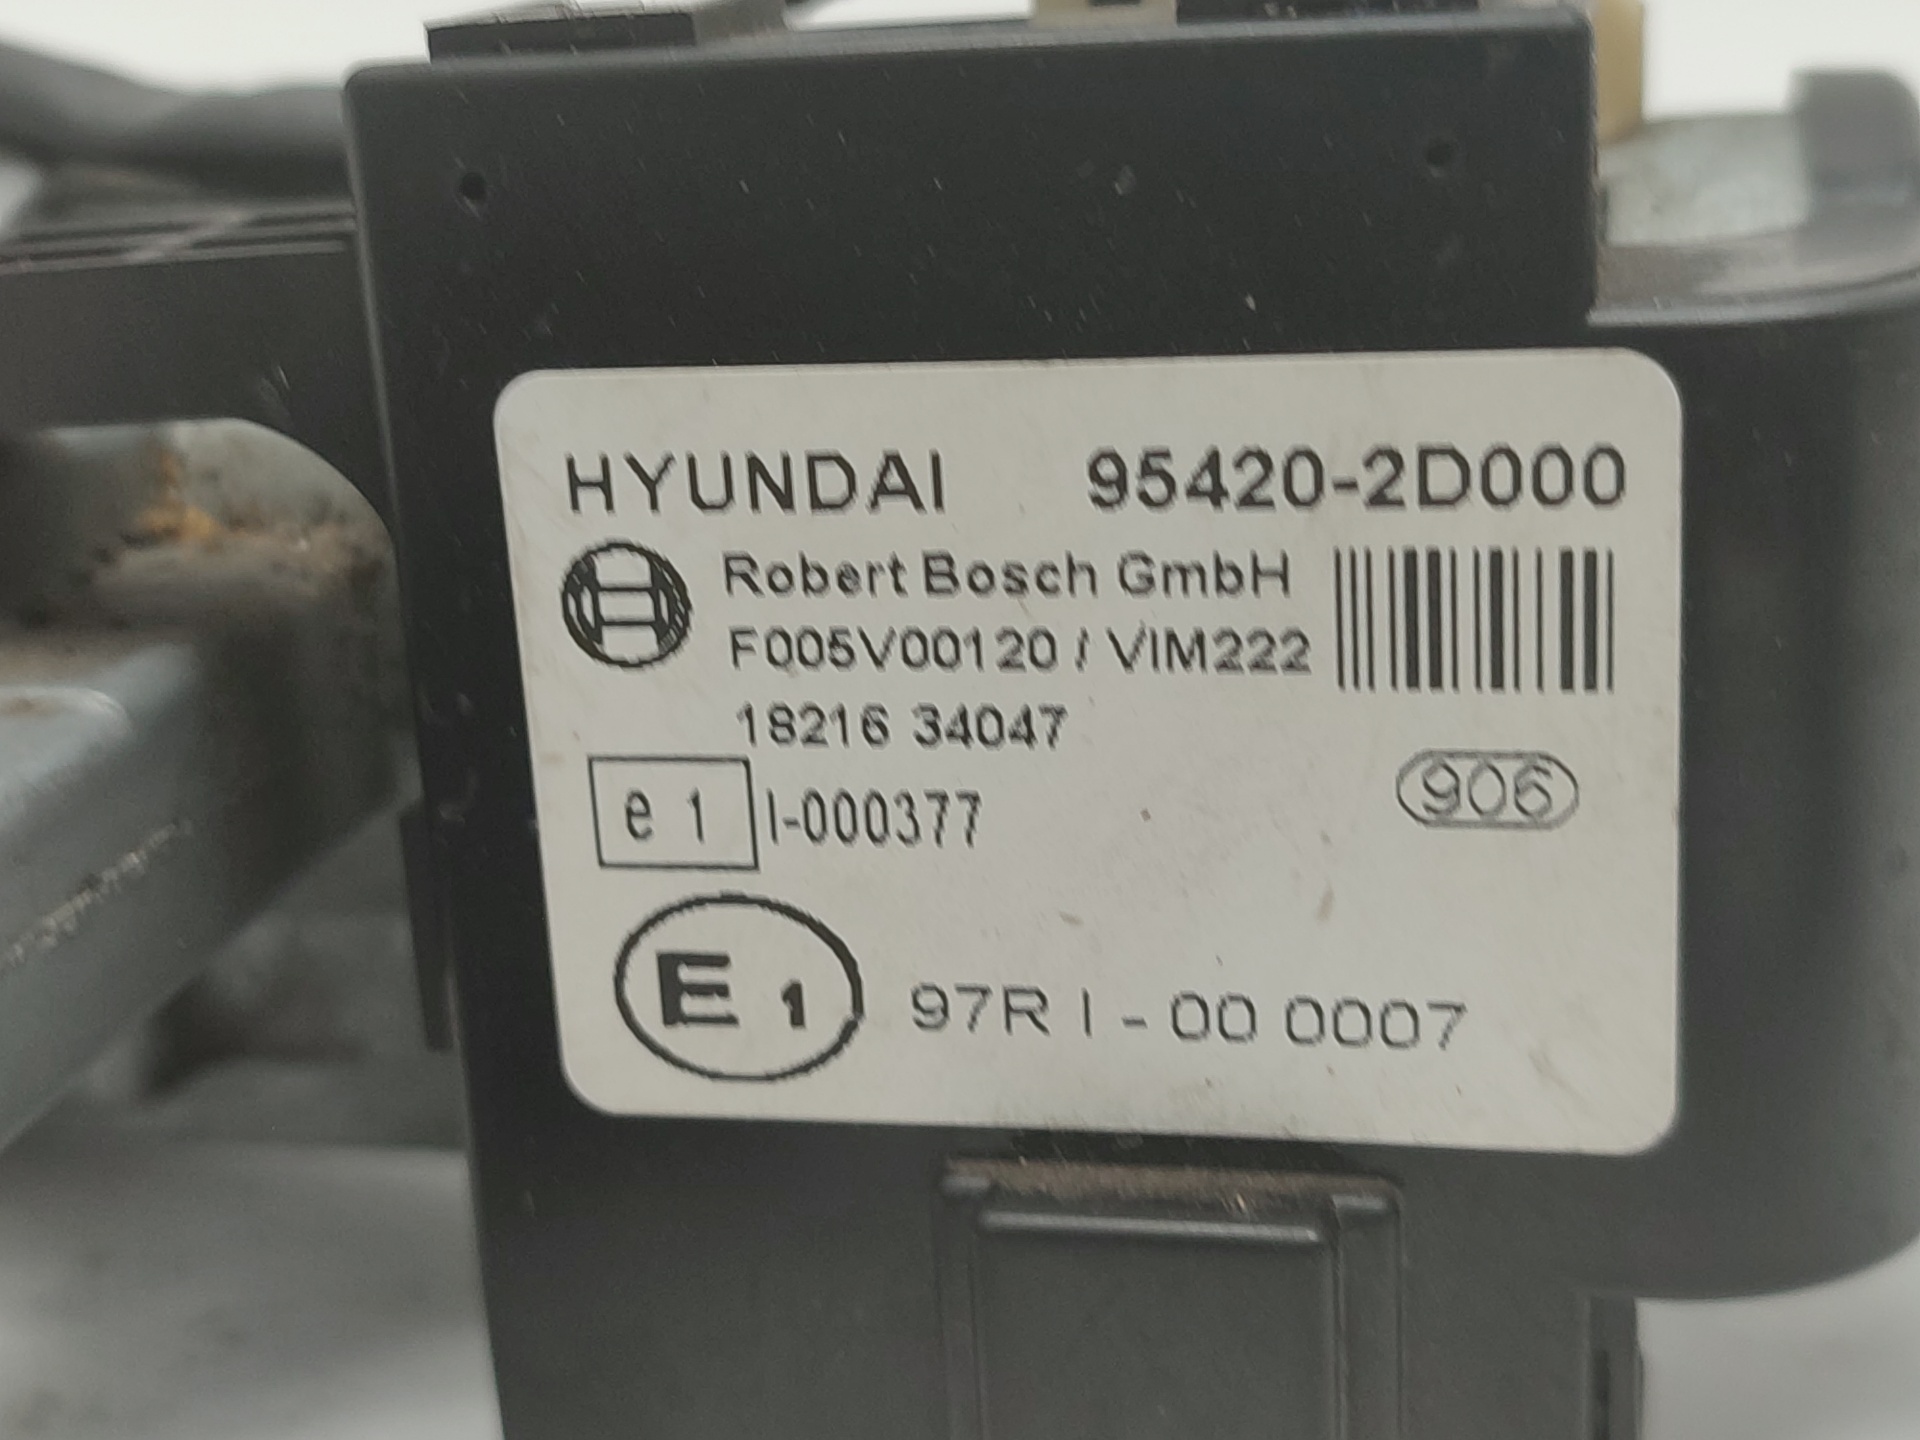 HYUNDAI 95420-2D000
Robert Bosch GmbH
F005V00120 / VIM222
18216 34047
e 1 I-000377
906
E 1 97R I - 00 0007